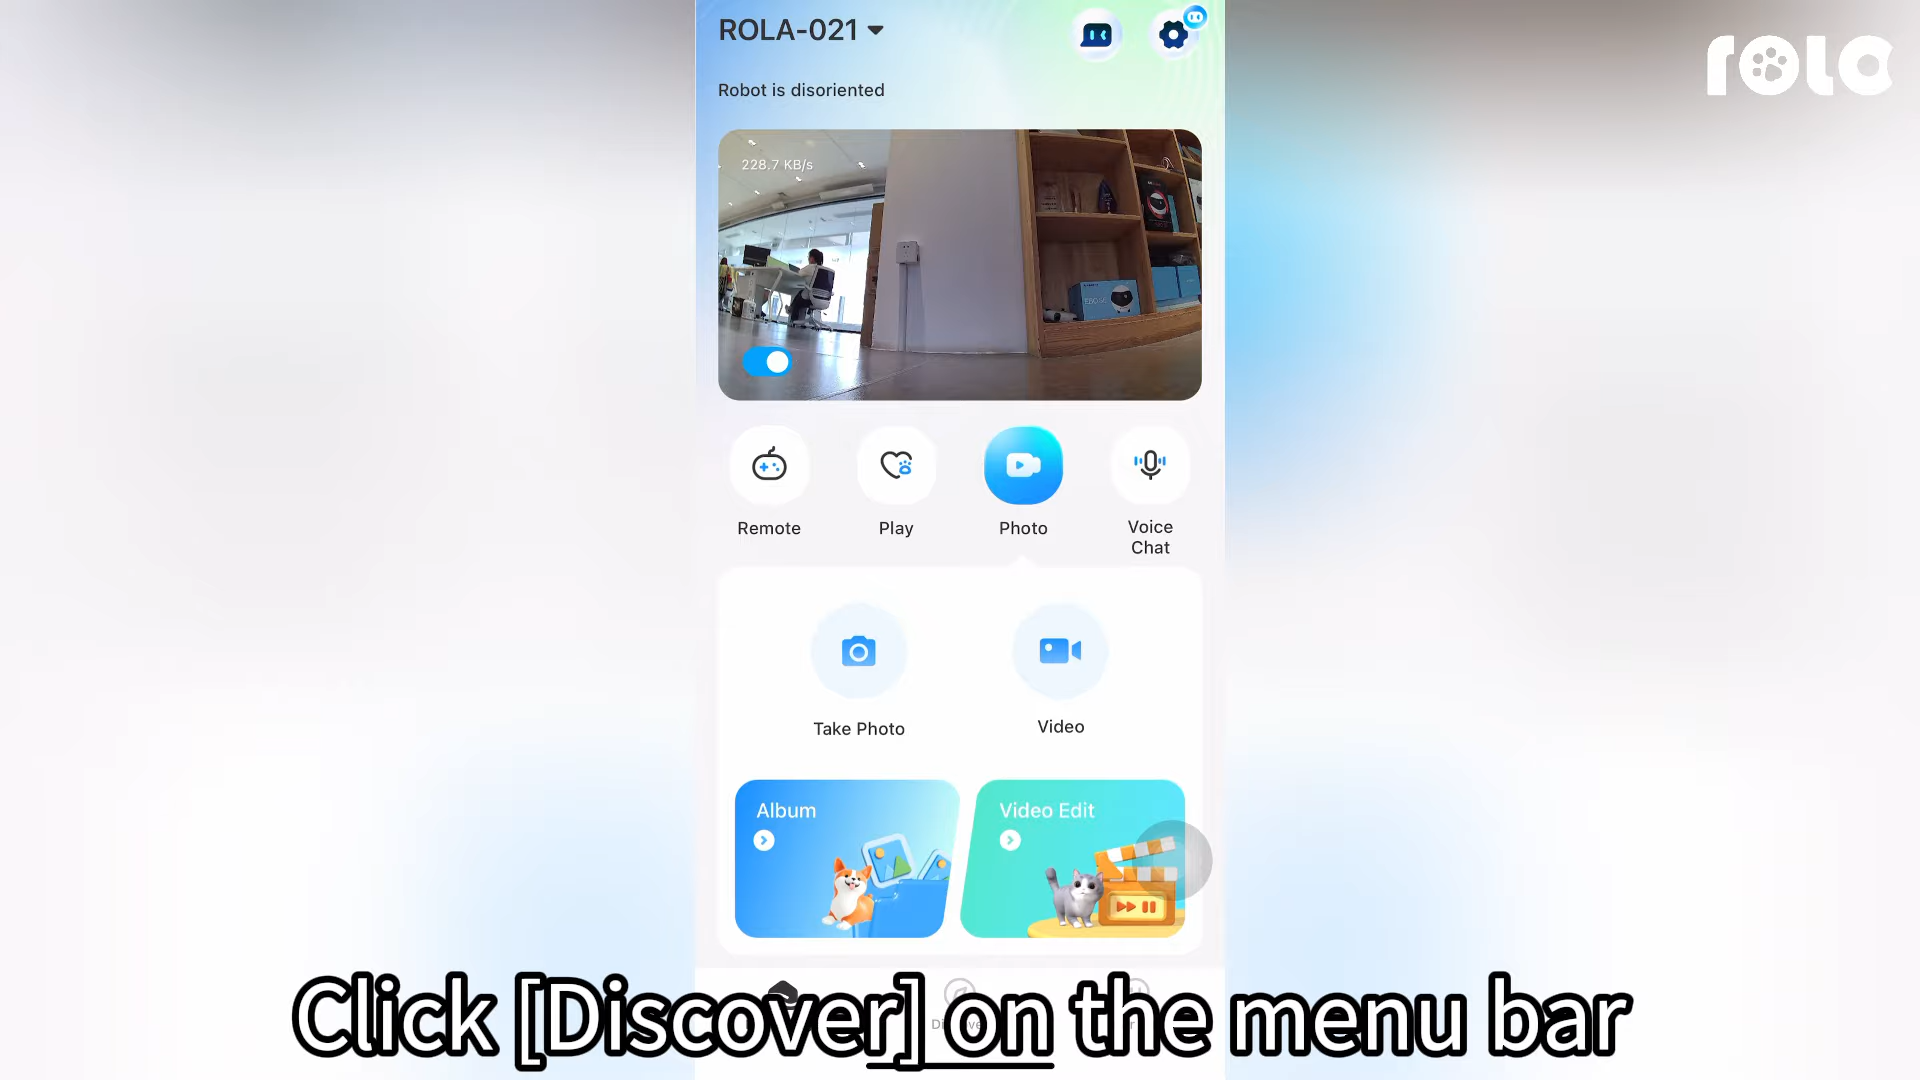 ROLA-021
rola
Robot is disoriented
228.7 KB/s
Remote
Play
Photo
Voice
Chat
Take Photo
Video
Album
Video Edit
Click [Discover] on the menu bar